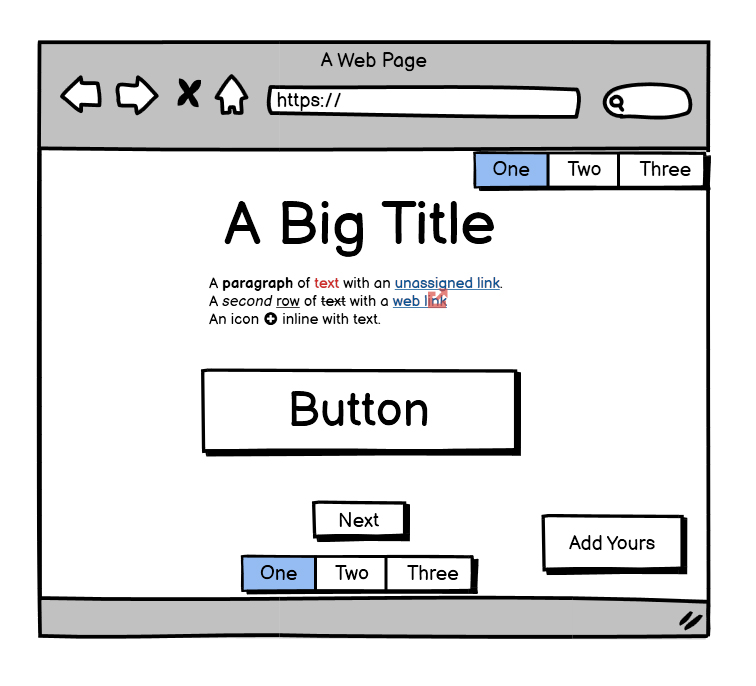 A Web Page
https://
One Two Three
A Big Title
A paragraph of text with an unassigned link.
A second row of text with a web link
An icon inline with text.
Button
Next
Add Yours
One Two Three